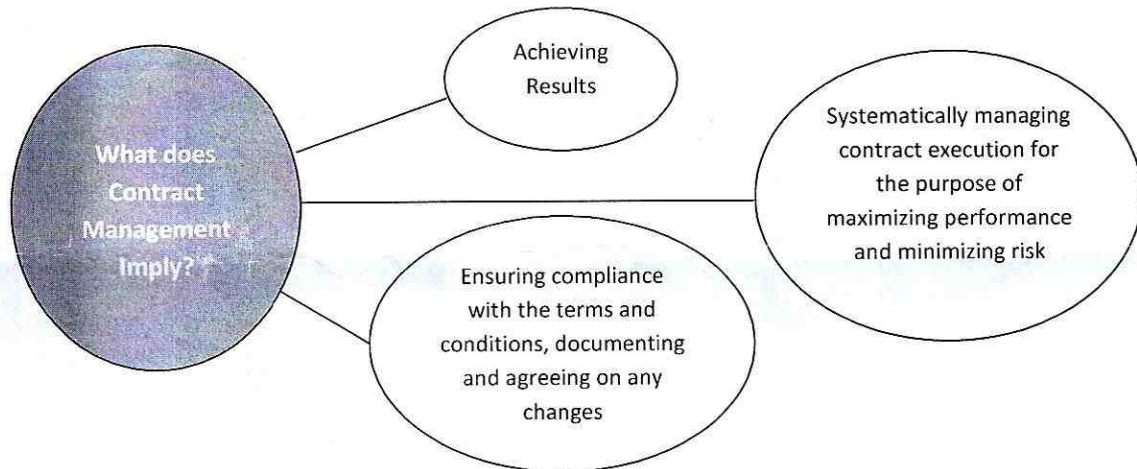 What does
Contract
Management
Imply?
Achieving
Results
Systematically managing
contract execution for
the purpose of
maximizing performance
and minimizing risk
Ensuring compliance
with the terms and
conditions, documenting
and agreeing on any
changes